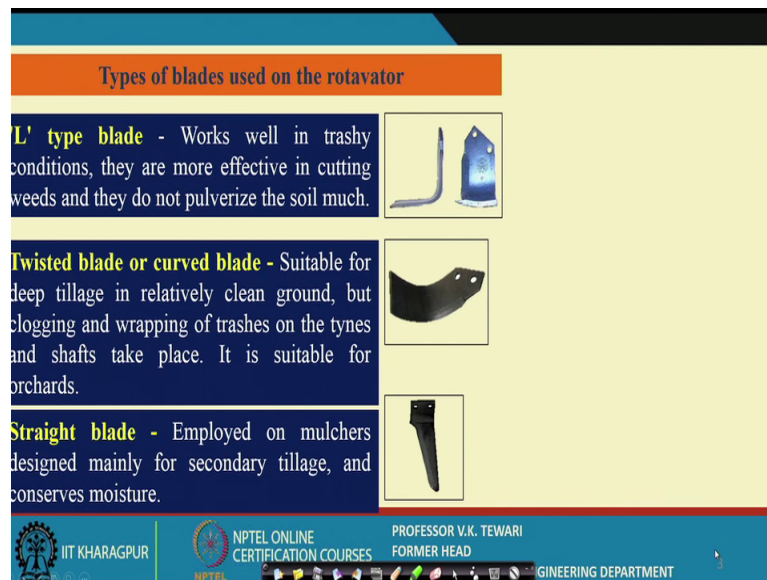 Types of blades used on the rotavator
'L' type blade - Works well in trashy
conditions, they are more effective in cutting
weeds and they do not pulverize the soil much.
Twisted blade or curved blade - Suitable for
deep tillage in relatively clean ground, but
clogging and wrapping of trashes on the tynes
and shafts take place. It is suitable for
orchards.
Straight blade - Employed on mulchers
designed mainly for secondary tillage, and
conserves moisture.
IIT KHARAGPUR
NPTEL
NPTEL ONLINE
CERTIFICATION COURSES
PROFESSOR V.K. TEWARI
FORMER HEAD
GINEERING DEPARTMENT
3